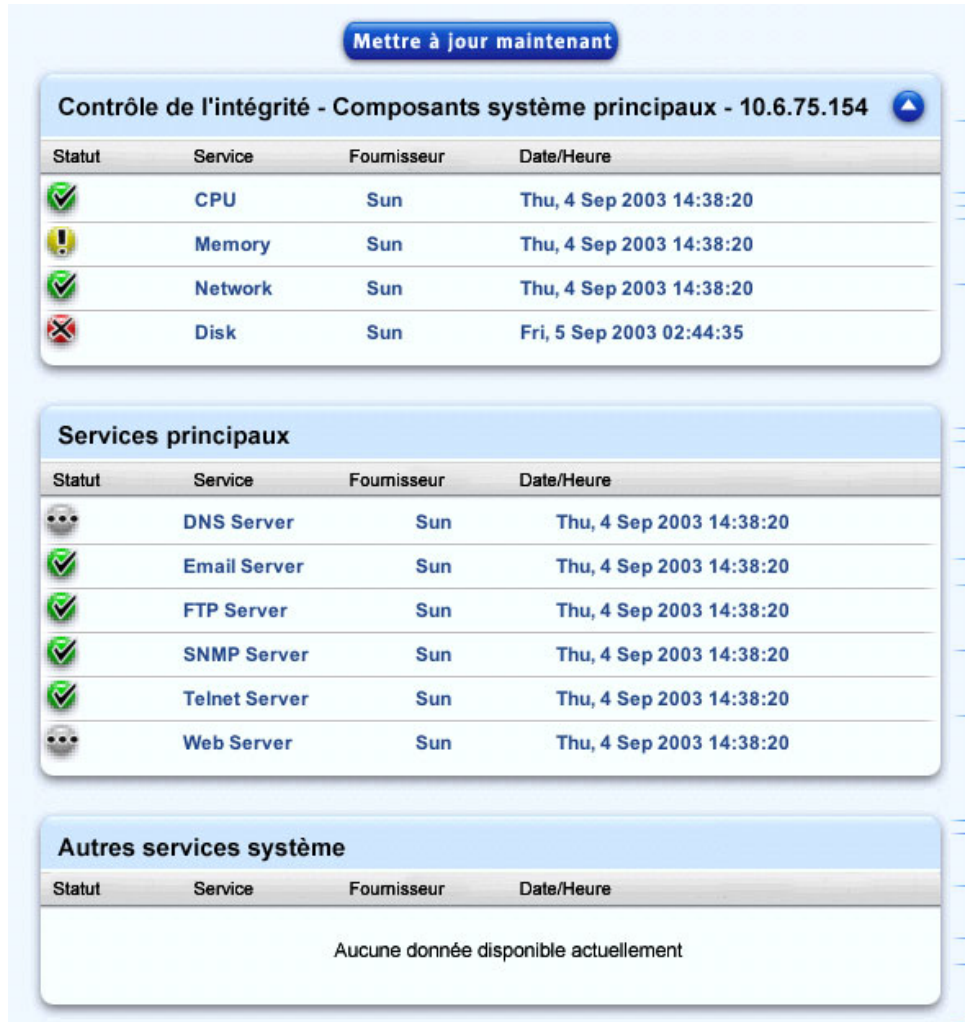 Mettre à jour maintenant
Contrôle de l'intégrité - Composants système principaux - 10.6.75.154
Statut Service Fournisseur Date/Heure
CPU Sun Thu, 4 Sep 2003 14:38:20
Memory Sun Thu, 4 Sep 2003 14:38:20
Network Sun Thu, 4 Sep 2003 14:38:20
Disk Sun Fri, 5 Sep 2003 02:44:35
Services principaux
Statut Service Fournisseur Date/Heure
DNS Server Sun Thu, 4 Sep 2003 14:38:20
Email Server Sun Thu, 4 Sep 2003 14:38:20
FTP Server Sun Thu, 4 Sep 2003 14:38:20
SNMP Server Sun Thu, 4 Sep 2003 14:38:20
Telnet Server Sun Thu, 4 Sep 2003 14:38:20
Web Server Sun Thu, 4 Sep 2003 14:38:20
Autres services système
Statut Service Fournisseur Date/Heure
Aucune donnée disponible actuellement